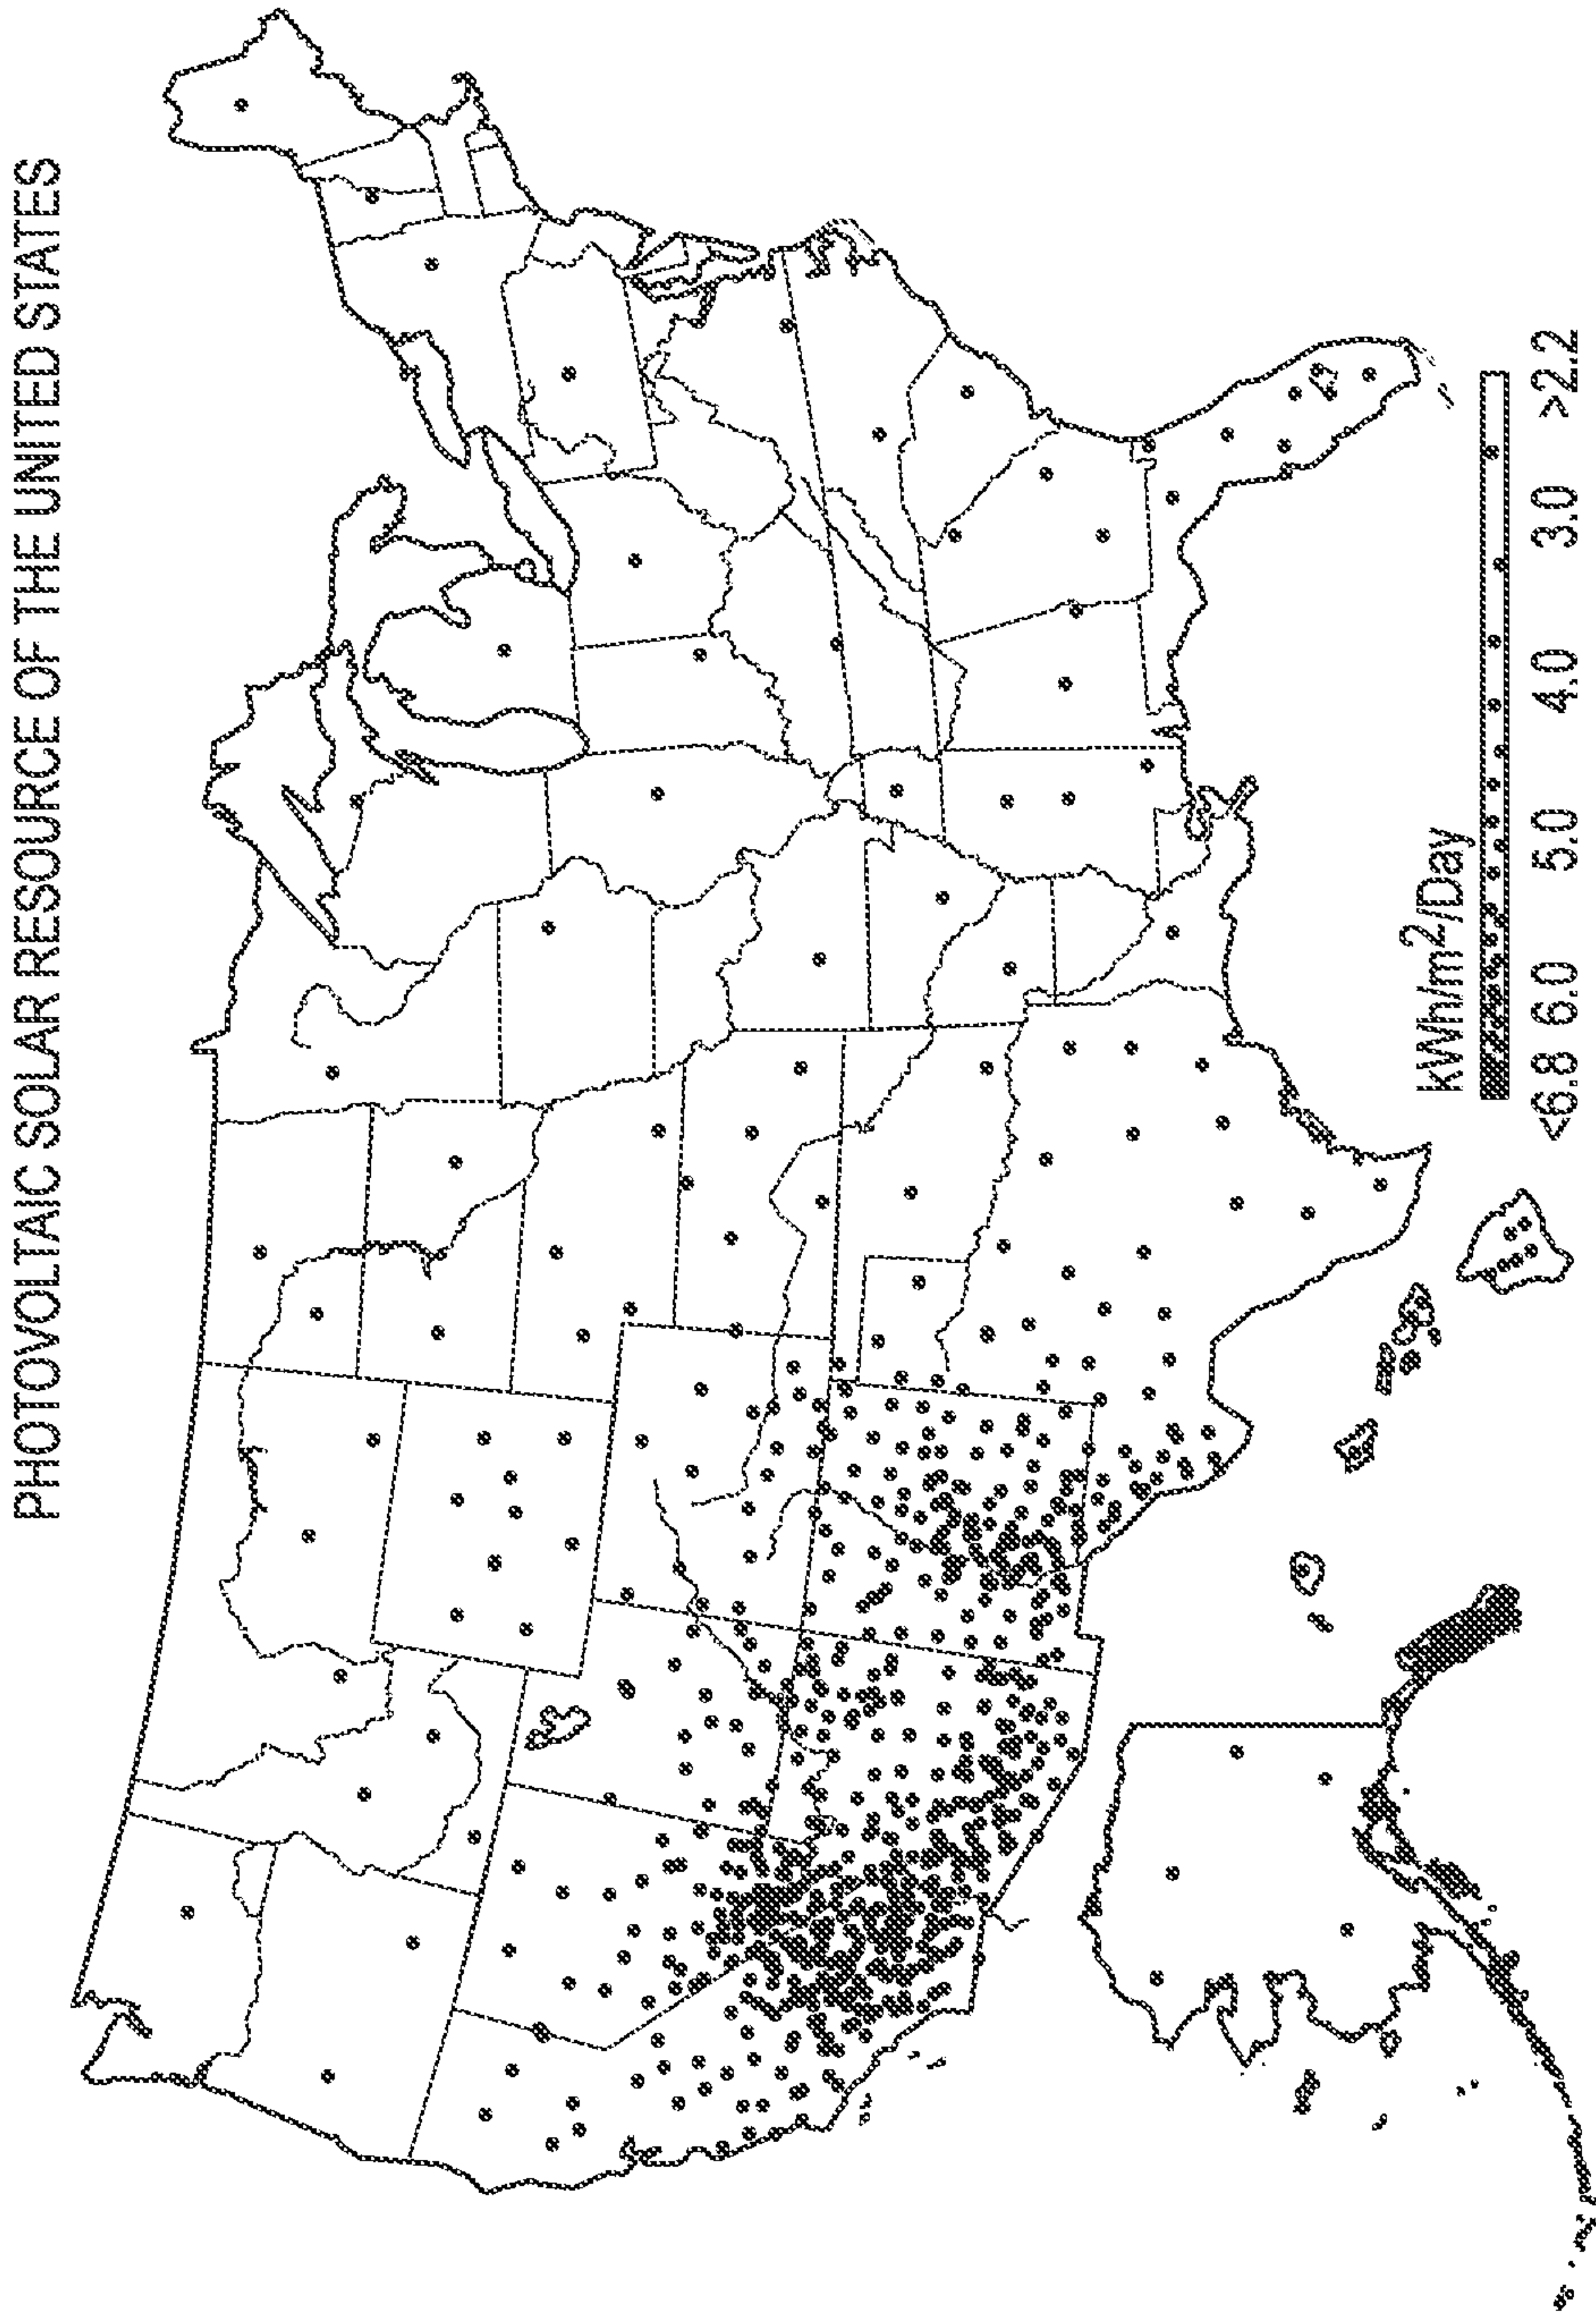 PHOTOVOLTAIC SOLAR RESOURCE OF THE UNITED STATES
kWh/m²/Day
<6.8 6.0 5.0 4.0 3.0 >2.2